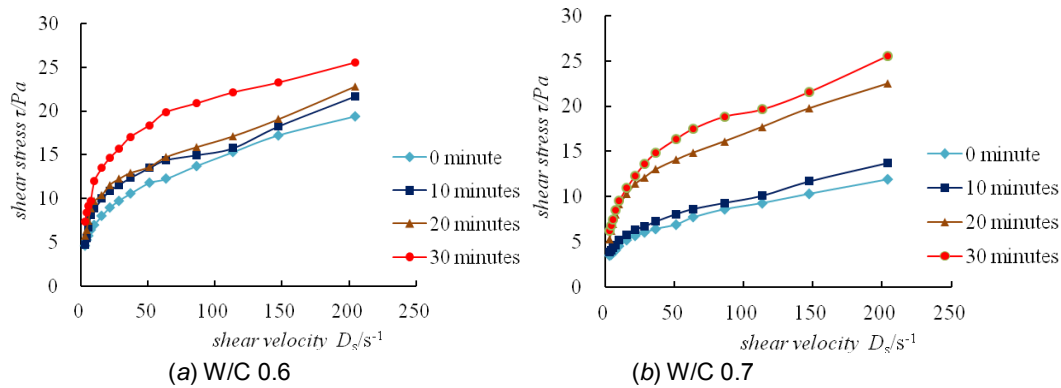 30
25
20
15
10
5
0
shear stress τ/Pa
0 50 100 150 200 250
shear velocity Ds/s-1
0 minute
10 minutes
20 minutes
30 minutes
(a) W/C 0.6
30
25
20
15
10
5
0
shear stress τ/Pa
0 50 100 150 200 250
shear velocity Ds/s-1
0 minute
10 minutes
20 minutes
30 minutes
(b) W/C 0.7